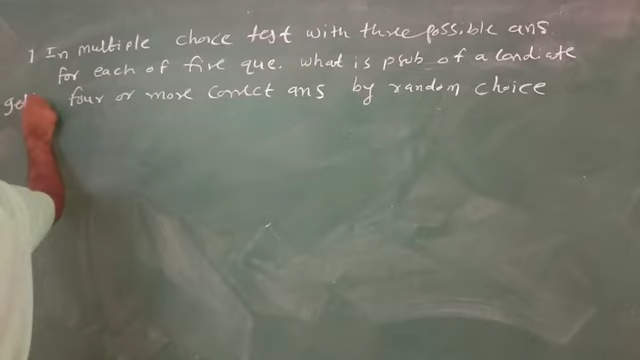 1 In multiple choice test with three possible ans
for each of five que. what is prob of a candiate
four or more correct ans by random choice